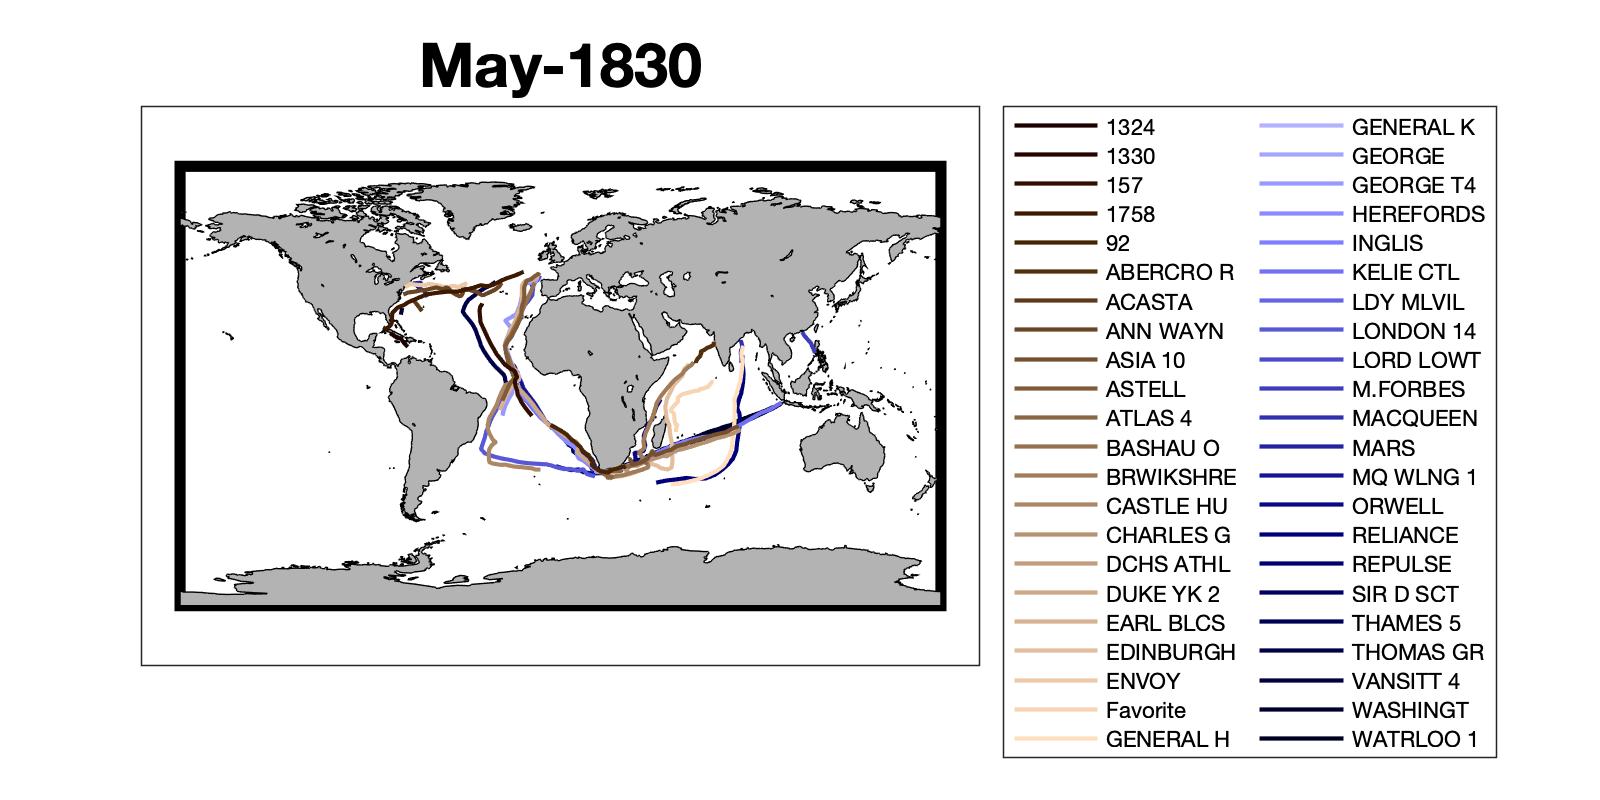 May-1830
1324
1330
157
1758
92
ABERCRO R
ACASTA
ANN WAYN
ASIA 10
ASTELL
ATLAS 4
BASHAU O
BRWIKSHRE
CASTLE HU
CHARLES G
DCHS ATHL
DUKE YK 2
EARL BLCS
EDINBURGH
ENVOY
Favorite
GENERAL H
GENERAL K
GEORGE
GEORGE T4
HEREFORDS
INGLIS
KELIE CTL
LDY MLVIL
LONDON 14
LORD LOWT
M.FORBES
MACQUEEN
MARS
MQ WLNG 1
ORWELL
RELIANCE
REPULSE
SIR D SCT
THAMES 5
THOMAS GR
VANSITT 4
WASHINGT
WATRLOO 1